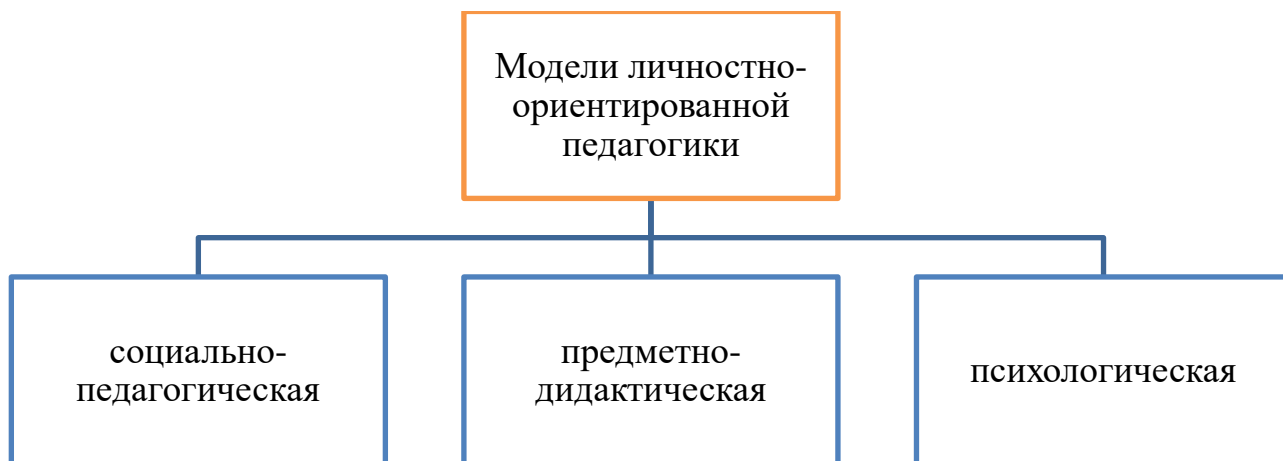 Модели личностно-
ориентированной
педагогики
социально-
педагогическая
предметно-
дидактическая
психологическая